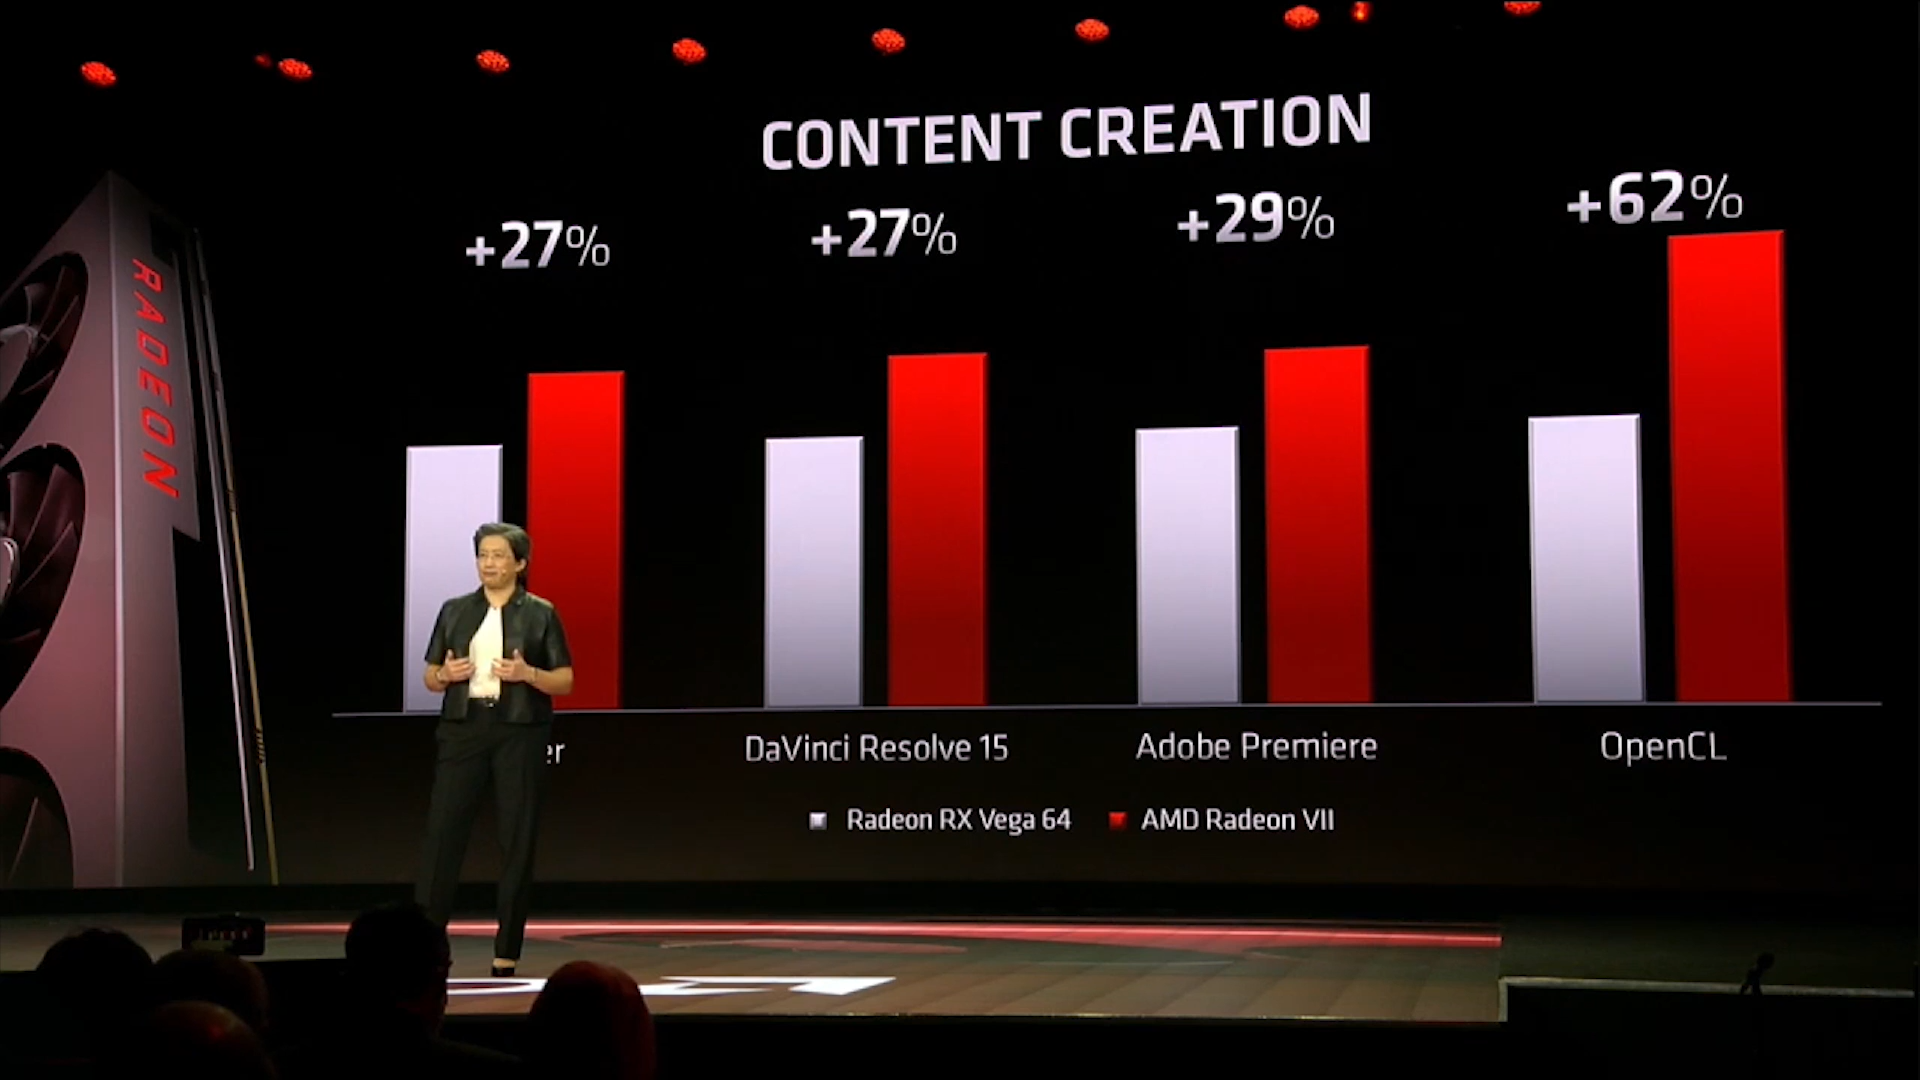 CONTENT CREATION
+27%
+27%
+29%
+62%
RADEON
er
DaVinci Resolve 15
Adobe Premiere
OpenCL
Radeon RX Vega 64
AMD Radeon VII